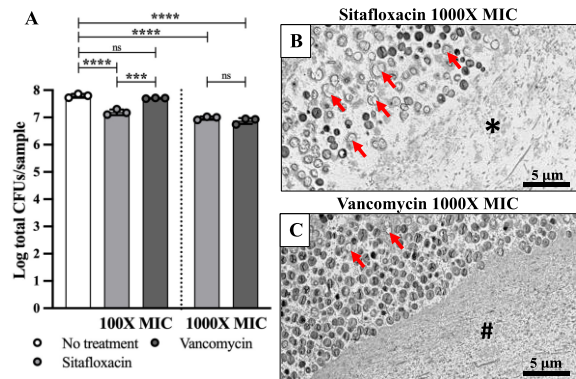 A
****
****
ns
****
***
ns
8
7
6
5
4
3
2
1
0
Log total CFUs/sample
100X MIC
1000X MIC
No treatment
Vancomycin
Sitafloxacin
Sitafloxacin 1000X MIC
B
*
5 µm
Vancomycin 1000X MIC
C
#
5 µm